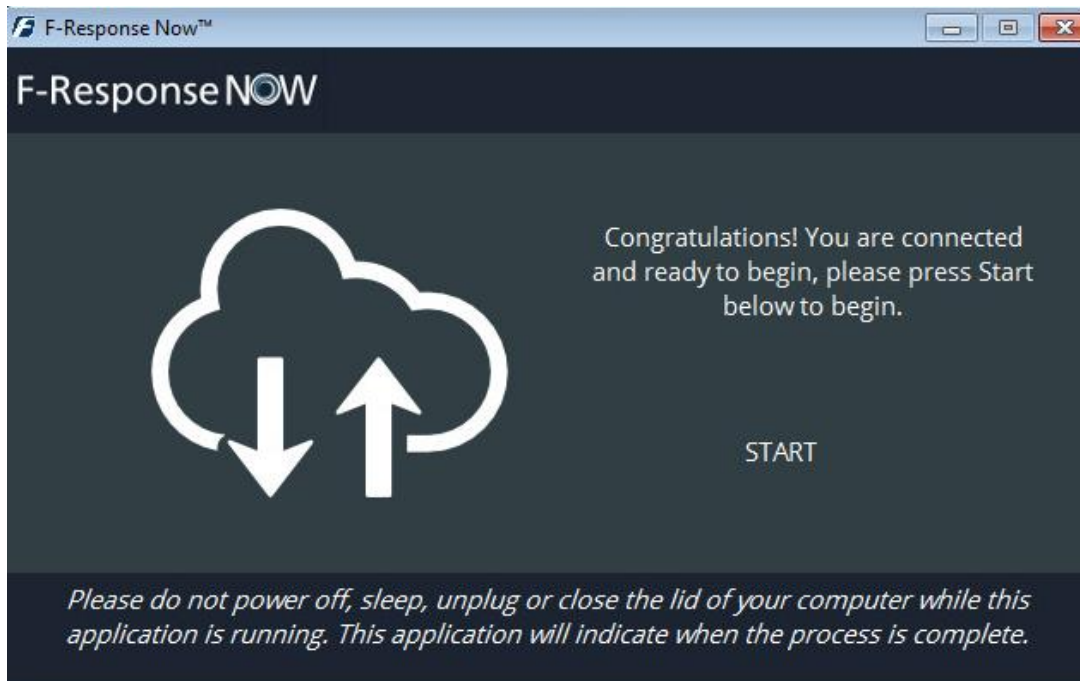 F-Response Now™
F-Response NOW
Congratulations! You are connected
and ready to begin, please press Start
below to begin.
START
Please do not power off, sleep, unplug or close the lid of your computer while this
application is running. This application will indicate when the process is complete.